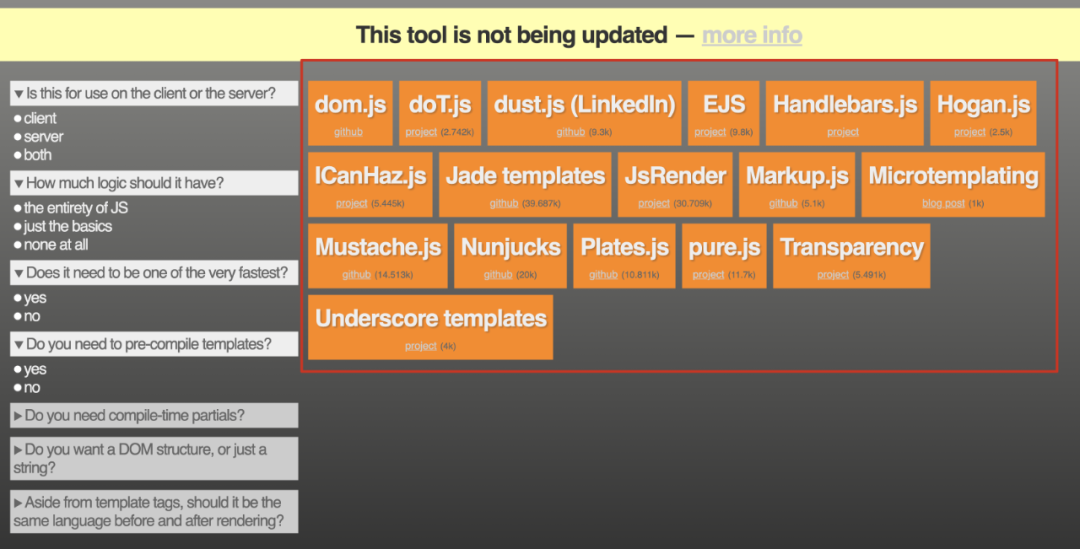 This tool is not being updated — more info
▾ Is this for use on the client or the server?
● client
● server
● both
▾ How much logic should it have?
● the entirety of JS
● just the basics
● none at all
▾ Does it need to be one of the very fastest?
● yes
● no
▾ Do you need to pre-compile templates?
● yes
● no
▸ Do you need compile-time partials?
▸ Do you want a DOM structure, or just a
string?
▸ Aside from template tags, should it be the
same language before and after rendering?
dom.js
github
doT.js
project (2.742k)
dust.js (LinkedIn)
github (9.3k)
EJS
project (9.8k)
Handlebars.js
project
Hogan.js
project (2.5k)
ICanHaz.js
project (5.445k)
Jade templates
github (39.687k)
JsRender
project (30.709k)
Markup.js
github (5.1k)
Microtemplating
blog post (1k)
Mustache.js
github (14.513k)
Nunjucks
github (20k)
Plates.js
github (10.811k)
pure.js
project (11.7k)
Transparency
project (5.491k)
Underscore templates
project (4k)